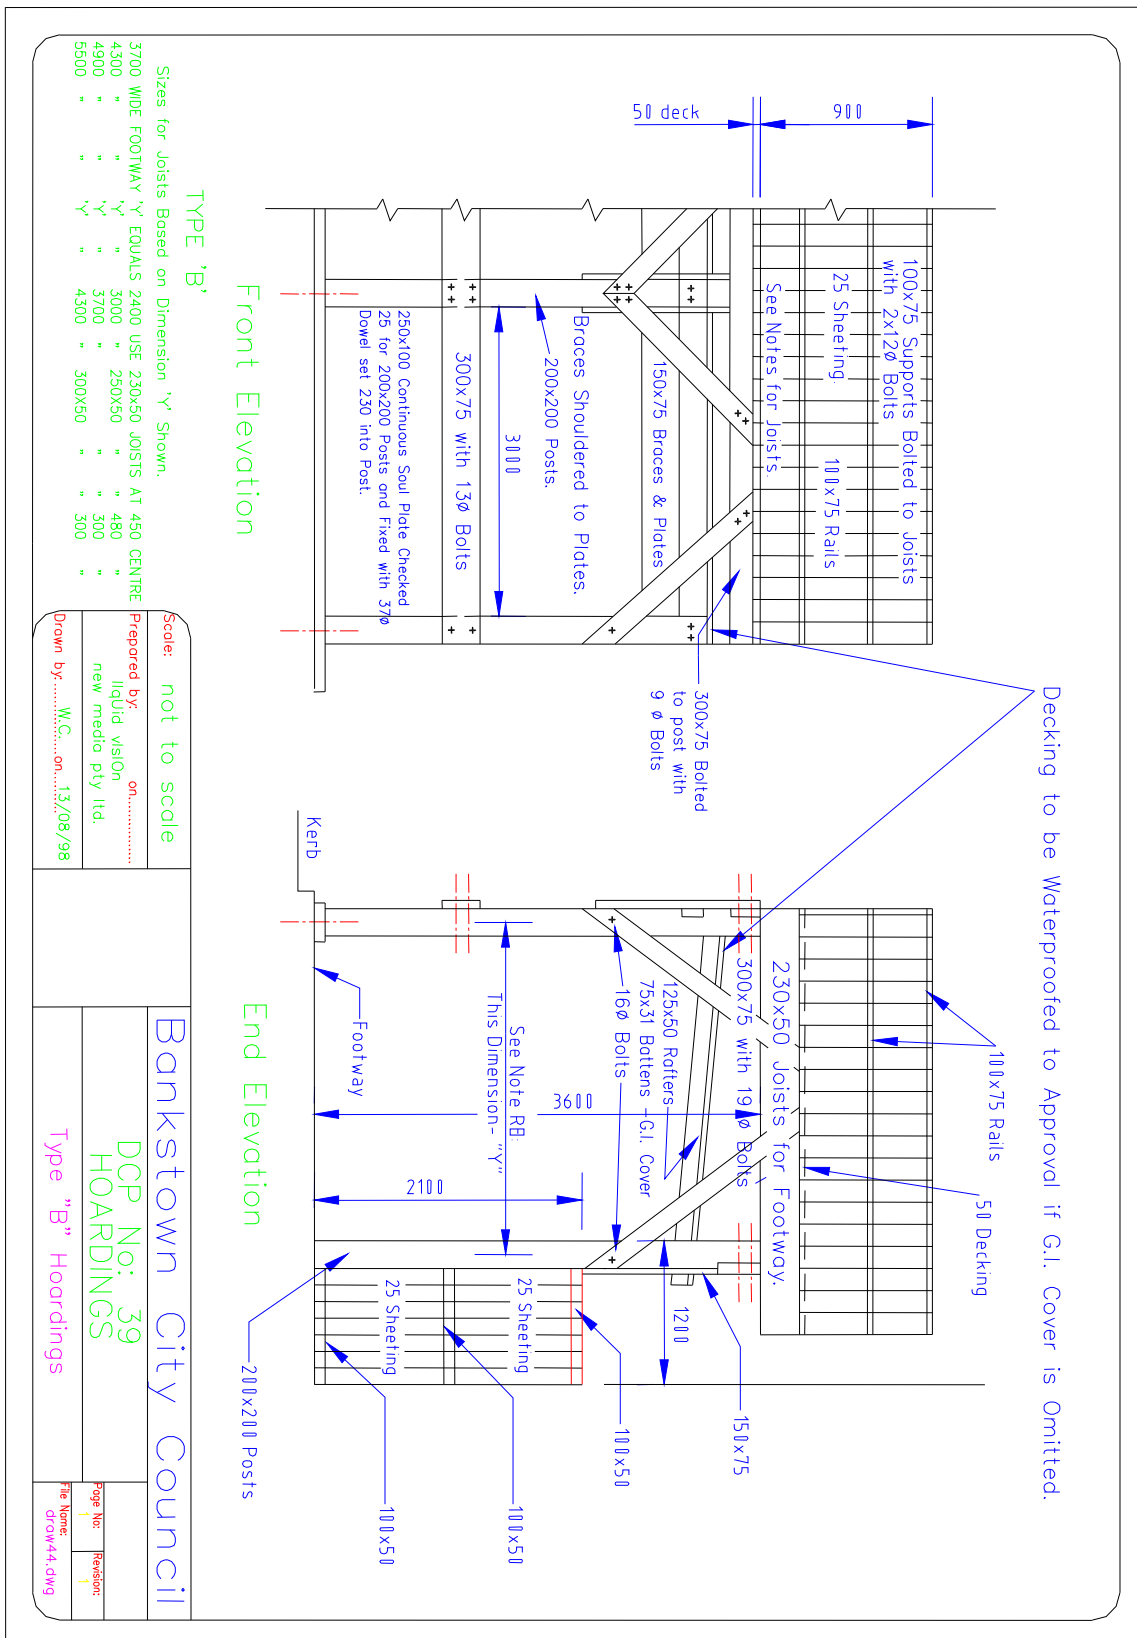 Decking to be Waterproofed to Approval if G.I. Cover is Omitted.
900
50 deck
100x75 Supports Bolted to Joists
with 2x12Ø Bolts
25 Sheeting.
100x75 Rails
See Notes for Joists.
150x75 Braces & Plates
Braces Shouldered to Plates.
200x200 Posts.
3000
300x75 with 13Ø Bolts
250x100 Continuous Soul Plate Checked
25 for 200x200 Posts and Fixed with 37Ø
Dowel set 230 into Post.
300x75 Bolted
to post with
9 Ø Bolts
Front Elevation
100x75 Rails
50 Decking
230x50 Joists for Footway.
300x75 with 19Ø Bolts
125x50 Rafters
75x31 Battens -G.I. Cover
16Ø Bolts
3600
See Note RB.
This Dimension- "Y"
2100
1200
150x75
100x50
25 Sheeting
100x50
25 Sheeting
100x50
200x200 Posts
Kerb
Footway
End Elevation
TYPE 'B'
Sizes for Joists Based on Dimension 'Y' Shown.
3700 WIDE FOOTWAY 'Y' EQUALS 2400 USE 230x50 JOISTS AT 450 CENTRE
4300 " " 'Y' " 3000 " 250X50 " " 480 "
4900 " " 'Y' " 3700 " " " 300 "
5500 " " 'Y' " 4300 " 300X50 " " 300 "
Scale: not to scale
Prepared by: on..............
lIqUid vIsIOn
new media pty ltd.
Drawn by:.......W.C....on..13/08/98
Bankstown City Council
DCP No: 39
HOARDINGS
Type "B" Hoardings
Page No: 1
Revision: 1
File Name:
draw44.dwg